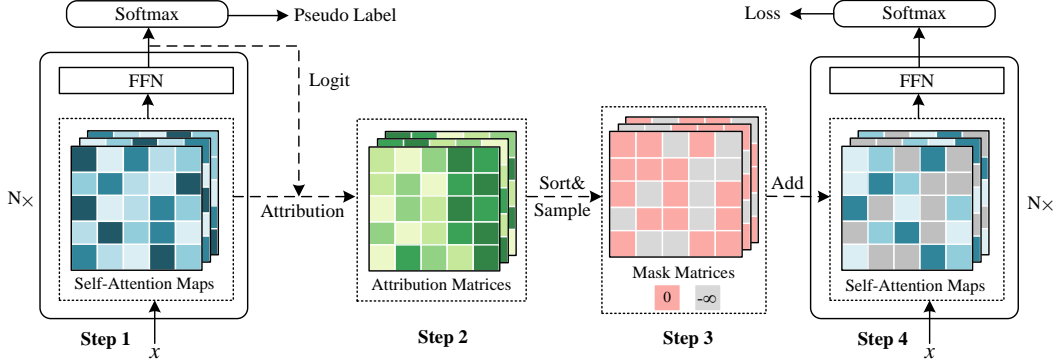 Softmax
Pseudo Label
FFN
Logit
N×
Self-Attention Maps
Attribution
Step 1
x
Attribution Matrices
Step 2
Sort&
Sample
Mask Matrices
0
-∞
Step 3
Add
Loss
Softmax
FFN
Self-Attention Maps
N×
Step 4
x